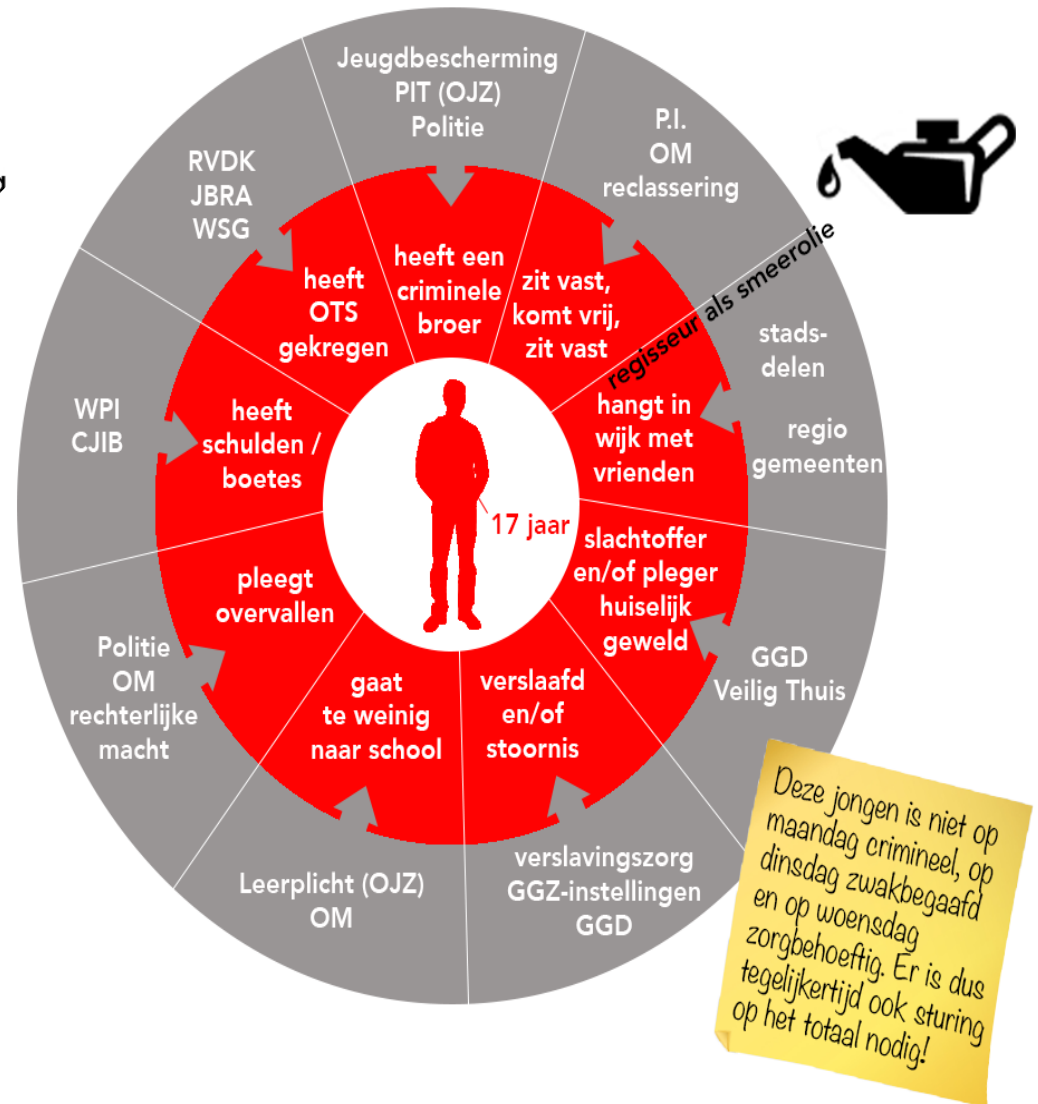 Jeugdbescherming
PIT (OJZ)
Politie
P.I.
OM
reclassering
regisseur als smeerolie
stads-
delen
regio
gemeenten
GGD
Veilig Thuis
verslavingszorg
GGZ-instellingen
GGD
Leerplicht (OJZ)
OM
Politie
OM
rechterlijke
macht
WPI
CJIB
RVDK
JBRA
WSG
heeft een
criminele
broer
zit vast,
komt vrij,
zit vast
hangt in
wijk met
vrienden
slachtoffer
en/of pleger
huiselijk
geweld
verslaafd
en/of
stoornis
gaat
te weinig
naar school
pleegt
overvallen
heeft
schulden /
boetes
heeft
OTS
gekregen
17 jaar
Deze jongen is niet op
maandag crimineel, op
dinsdag zwakbegaafd
en op woensdag
zorgbehoeftig. Er is dus
tegelijkertijd ook sturing
op het totaal nodig!